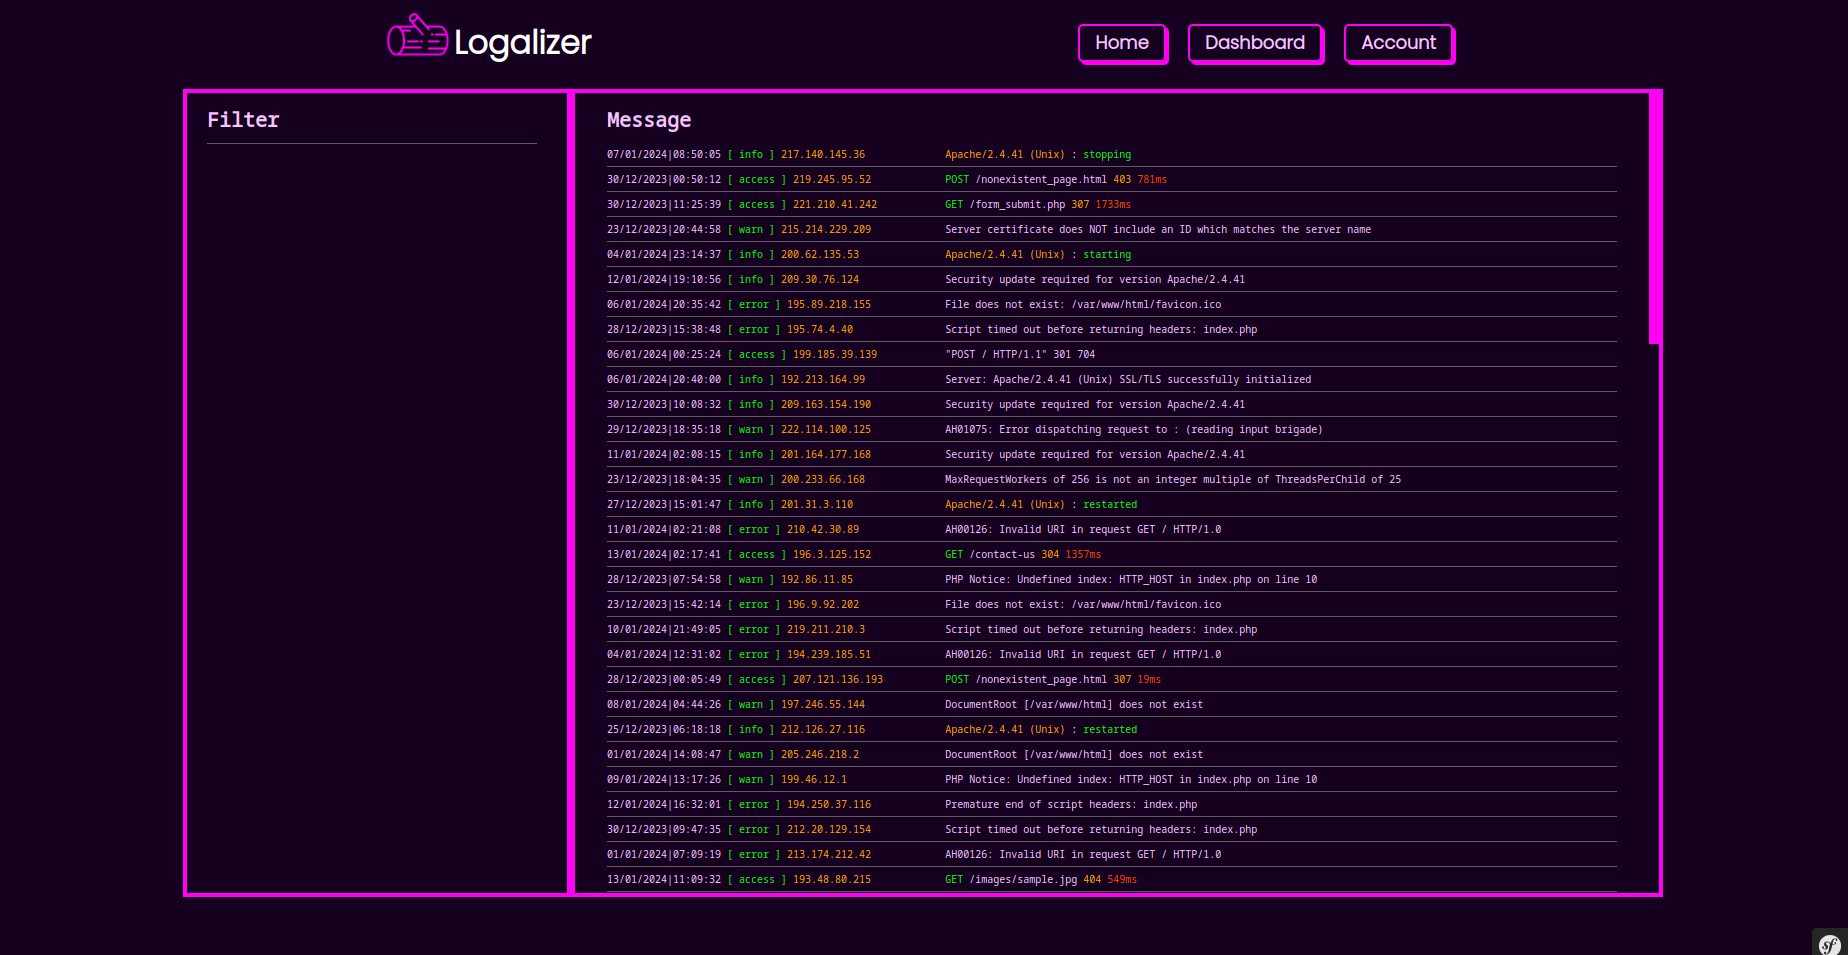 Logalizer
Home
Dashboard
Account
Filter
Message
07/01/2024|08:50:05 [ info ] 217.140.145.36 Apache/2.4.41 (Unix) : stopping
30/12/2023|00:50:12 [ access ] 219.245.95.52 POST /nonexistent_page.html 403 781ms
30/12/2023|11:25:39 [ access ] 221.210.41.242 GET /form_submit.php 307 1733ms
23/12/2023|20:44:58 [ warn ] 215.214.229.209 Server certificate does NOT include an ID which matches the server name
04/01/2024|23:14:37 [ info ] 200.62.135.53 Apache/2.4.41 (Unix) : starting
12/01/2024|19:10:56 [ info ] 209.30.76.124 Security update required for version Apache/2.4.41
06/01/2024|20:35:42 [ error ] 195.89.218.155 File does not exist: /var/www/html/favicon.ico
28/12/2023|15:38:48 [ error ] 195.74.4.40 Script timed out before returning headers: index.php
06/01/2024|00:25:24 [ access ] 199.185.39.139 "POST / HTTP/1.1" 301 704
06/01/2024|20:40:00 [ info ] 192.213.164.99 Server: Apache/2.4.41 (Unix) SSL/TLS successfully initialized
30/12/2023|10:08:32 [ info ] 209.163.154.190 Security update required for version Apache/2.4.41
29/12/2023|18:35:18 [ warn ] 222.114.100.125 AH01075: Error dispatching request to : (reading input brigade)
11/01/2024|02:08:15 [ info ] 201.164.177.168 Security update required for version Apache/2.4.41
23/12/2023|18:04:35 [ warn ] 200.233.66.168 MaxRequestWorkers of 256 is not an integer multiple of ThreadsPerChild of 25
27/12/2023|15:01:47 [ info ] 201.31.3.110 Apache/2.4.41 (Unix) : restarted
11/01/2024|02:21:08 [ error ] 210.42.30.89 AH00126: Invalid URI in request GET / HTTP/1.0
13/01/2024|02:17:41 [ access ] 196.3.125.152 GET /contact-us 304 1357ms
28/12/2023|07:54:58 [ warn ] 192.86.11.85 PHP Notice: Undefined index: HTTP_HOST in index.php on line 10
23/12/2023|15:42:14 [ error ] 196.9.92.202 File does not exist: /var/www/html/favicon.ico
10/01/2024|21:49:05 [ error ] 219.211.210.3 Script timed out before returning headers: index.php
04/01/2024|12:31:02 [ error ] 194.239.185.51 AH00126: Invalid URI in request GET / HTTP/1.0
28/12/2023|00:05:49 [ access ] 207.121.136.193 POST /nonexistent_page.html 307 19ms
08/01/2024|04:44:26 [ warn ] 197.246.55.144 DocumentRoot [/var/www/html] does not exist
25/12/2023|06:18:18 [ info ] 212.126.27.116 Apache/2.4.41 (Unix) : restarted
01/01/2024|14:08:47 [ warn ] 205.246.218.2 DocumentRoot [/var/www/html] does not exist
09/01/2024|13:17:26 [ warn ] 199.46.12.1 PHP Notice: Undefined index: HTTP_HOST in index.php on line 10
12/01/2024|16:32:01 [ error ] 194.250.37.116 Premature end of script headers: index.php
30/12/2023|09:47:35 [ error ] 212.20.129.154 Script timed out before returning headers: index.php
01/01/2024|07:09:19 [ error ] 213.174.212.42 AH00126: Invalid URI in request GET / HTTP/1.0
13/01/2024|11:09:32 [ access ] 193.48.80.215 GET /images/sample.jpg 404 549ms
sf